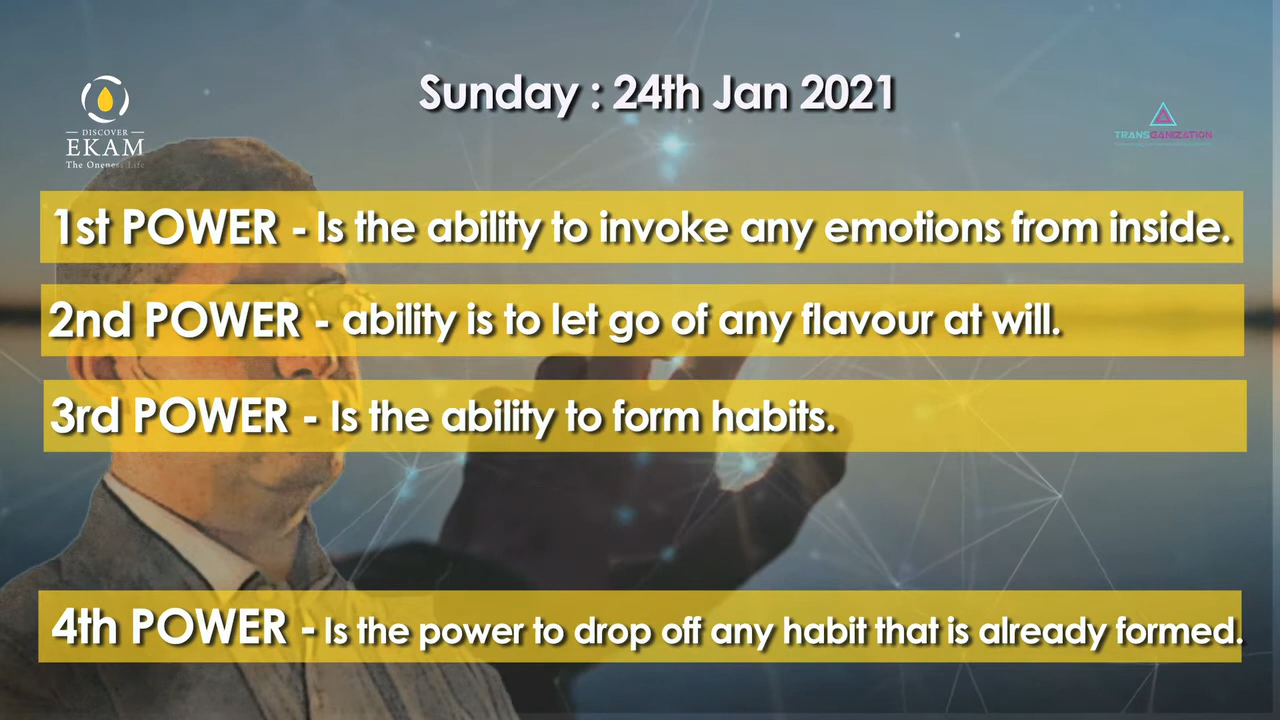 Sunday : 24th Jan 2021
DISCOVER
EKAM
The Oneness Life
TRANSGANIZATION
1st POWER - Is the ability to invoke any emotions from inside.
2nd POWER - ability is to let go of any flavour at will.
3rd POWER - Is the ability to form habits.
4th POWER - Is the power to drop off any habit that is already formed.